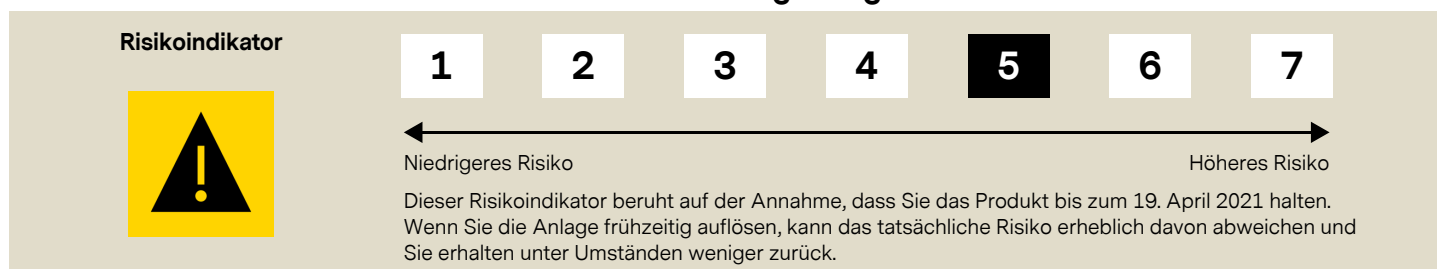 Risikoindikator
1 2 3 4 5 6 7
Niedrigeres Risiko Höheres Risiko
Dieser Risikoindikator beruht auf der Annahme, dass Sie das Produkt bis zum 19. April 2021 halten.
Wenn Sie die Anlage frühzeitig auflösen, kann das tatsächliche Risiko erheblich davon abweichen und
Sie erhalten unter Umständen weniger zurück.